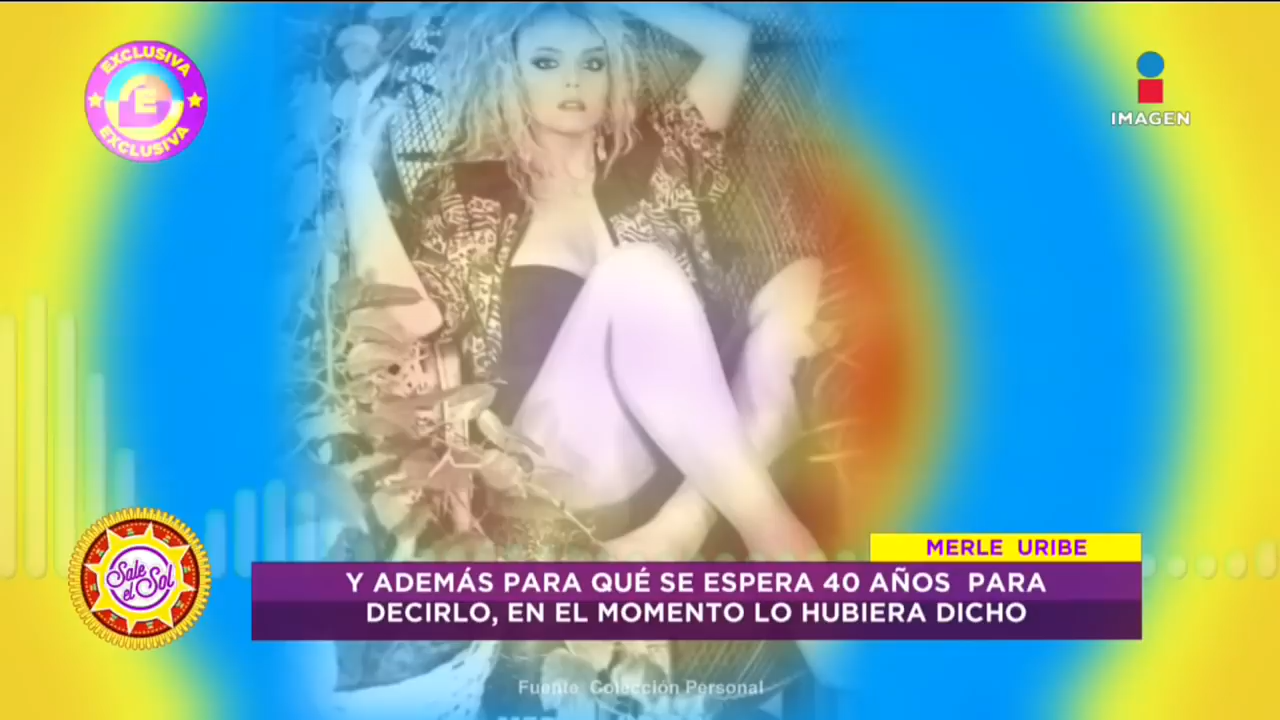 EXCLUSIVA
E
EXCLUSIVA
IMAGEN
MERLE URIBE
Sale
el
Sol
Y ADEMÁS PARA QUÉ SE ESPERA 40 AÑOS PARA
DECIRLO, EN EL MOMENTO LO HUBIERA DICHO
Fuente Colección Personal